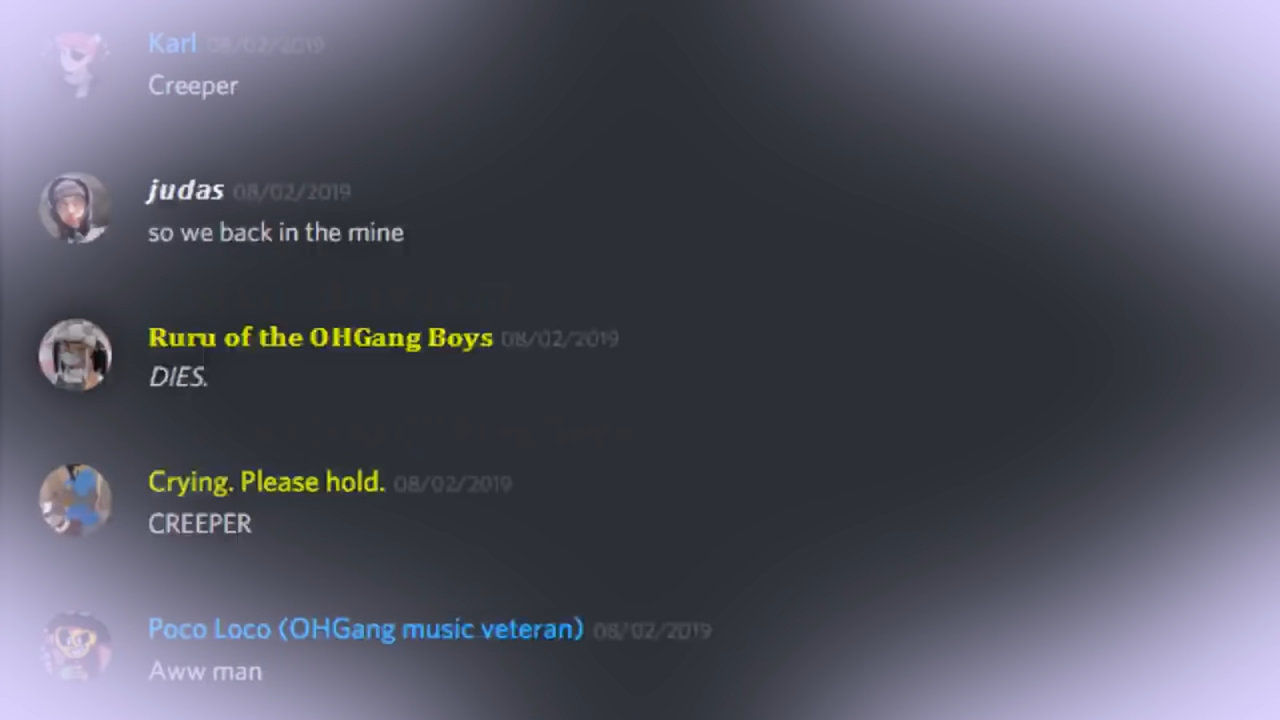 Karl 08/02/2019
Creeper
judas 08/02/2019
so we back in the mine
Ruru of the OHGang Boys 08/02/2019
DIES.
Crying. Please hold. 08/02/2019
CREEPER
Poco Loco (OHGang music veteran) 08/02/2019
Aww man